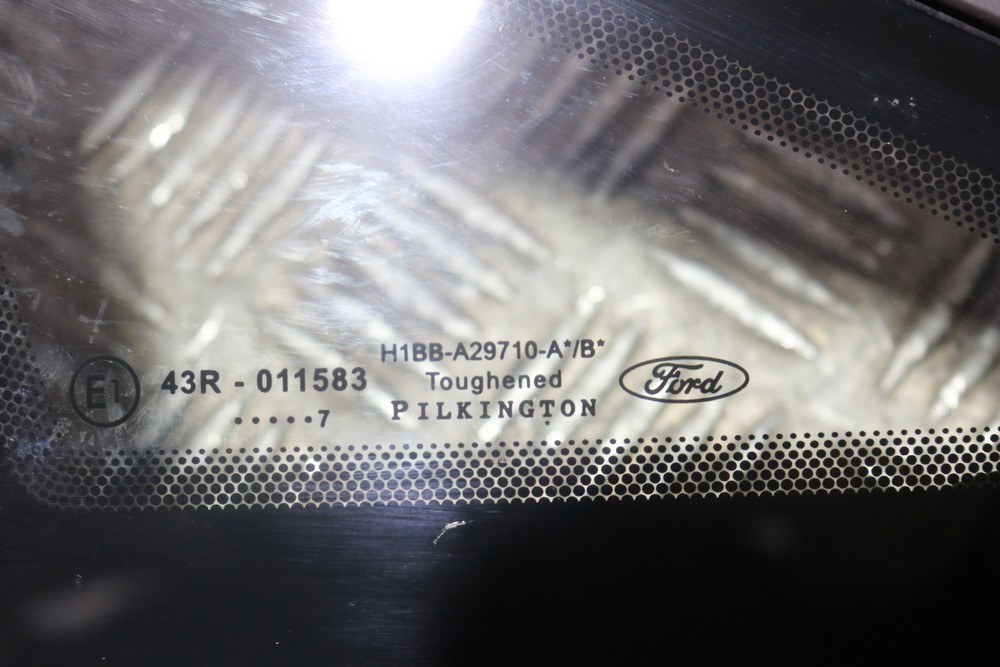 H1BB-A29710-A*/B*
E1 43R - 011583 Toughened Ford
.....7 PILKINGTON